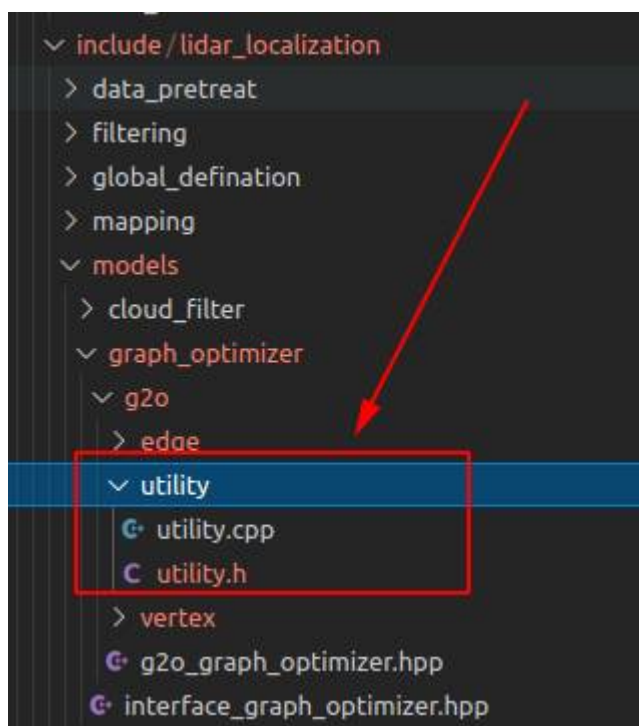 include/lidar_localization
data_pretreat
filtering
global_defination
mapping
models
cloud_filter
graph_optimizer
g2o
edge
utility
utility.cpp
C utility.h
vertex
g2o_graph_optimizer.hpp
interface_graph_optimizer.hpp